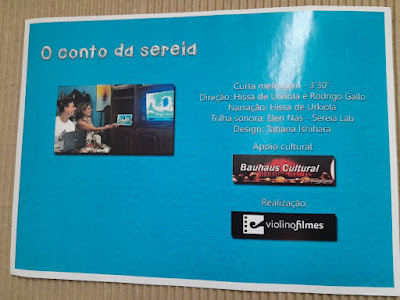 O conto da sereia
Curta metragem - 3'30"
Direção: Hissa de Urkiola e Rodrigo Gallo
Narração: Hissa de Urkiola
Trilha sonora: Elen Nas - Sereia Lab
Design: Tatjana Ishihara
Apoio cultural:
Bauhaus Cultural
Realização:
violinofilmes